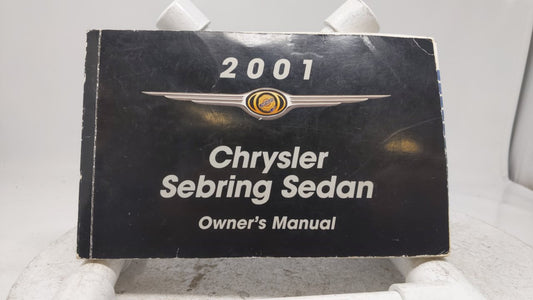 2001
Chrysler
Sebring Sedan
Owner's Manual